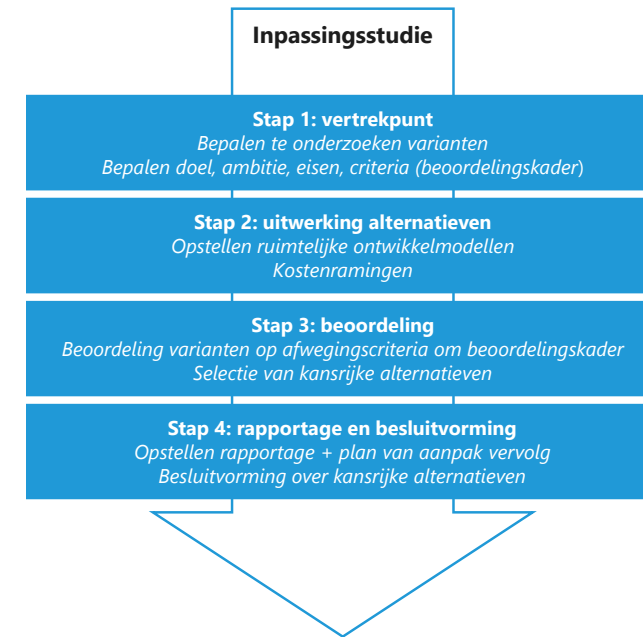 Inpassingsstudie
Stap 1: vertrekpunt
Bepalen te onderzoeken varianten
Bepalen doel, ambitie, eisen, criteria (beoordelingskader)
Stap 2: uitwerking alternatieven
Opstellen ruimtelijke ontwikkelmodellen
Kostenramingen
Stap 3: beoordeling
Beoordeling varianten op afwegingscriteria om beoordelingskader
Selectie van kansrijke alternatieven
Stap 4: rapportage en besluitvorming
Opstellen rapportage + plan van aanpak vervolg
Besluitvorming over kansrijke alternatieven